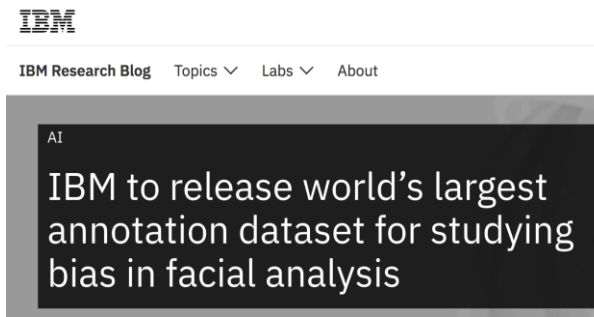 IBM
IBM Research Blog Topics Labs About
AI
IBM to release world’s largest
annotation dataset for studying
bias in facial analysis